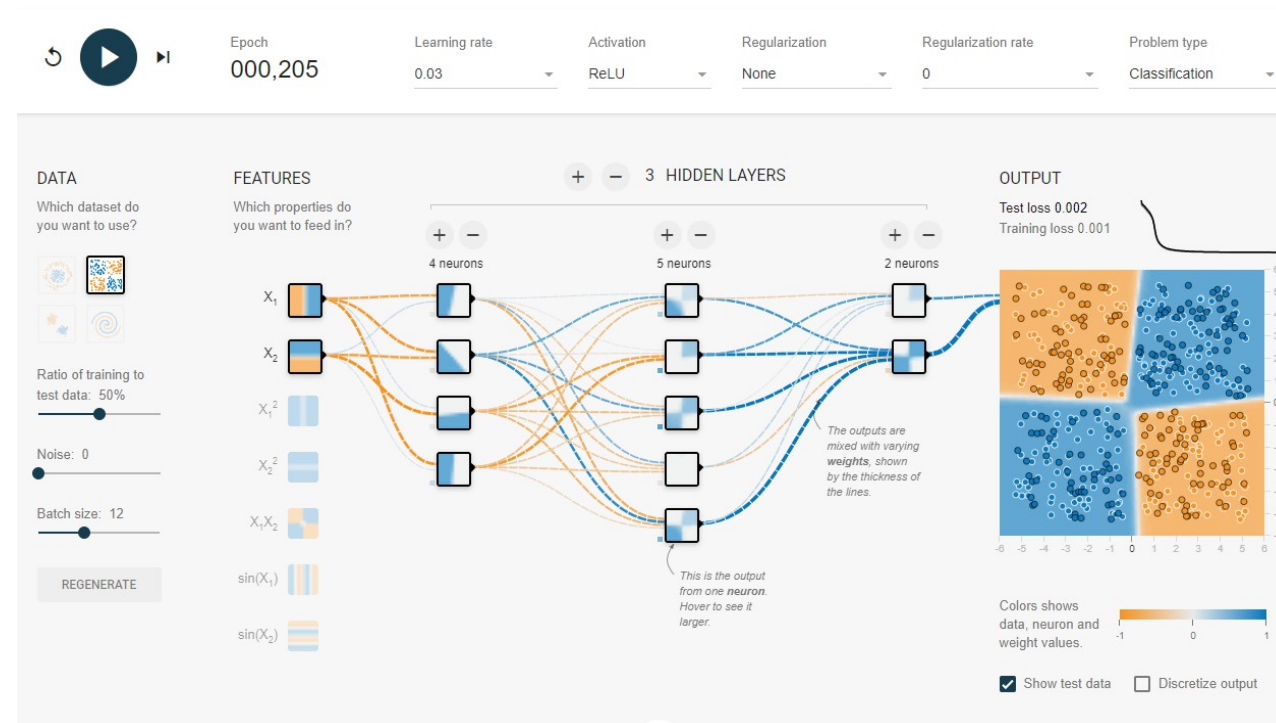 Epoch
000,205
Learning rate
0.03
Activation
ReLU
Regularization
None
Regularization rate
0
Problem type
Classification
DATA
Which dataset do
you want to use?
Ratio of training to
test data: 50%
Noise: 0
Batch size: 12
REGENERATE
FEATURES
Which properties do
you want to feed in?
X₁
X₂
X₁²
X₂²
X₁X₂
sin(X₁)
sin(X₂)
+ − 3 HIDDEN LAYERS
+ −
4 neurons
+ −
5 neurons
+ −
2 neurons
The outputs are
mixed with varying
weights, shown
by the thickness of
the lines.
This is the output
from one neuron.
Hover to see it
larger.
OUTPUT
Test loss 0.002
Training loss 0.001
-6 -5 -4 -3 -2 -1 0 1 2 3 4 5 6
Colors shows
data, neuron and
weight values.
-1 0 1
Show test data
Discretize output